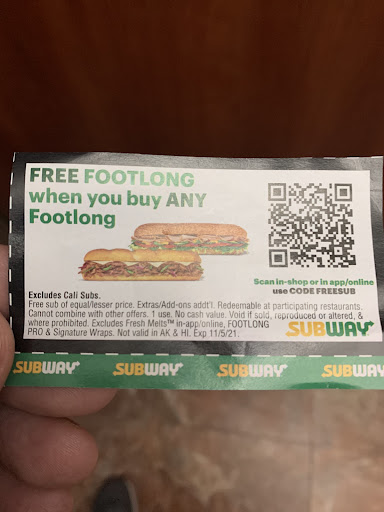 FREE FOOTLONG
when you buy ANY
Footlong
Scan in-shop or in app/online
use CODE FREESUB
Excludes Cali Subs.
Free sub of equal/lesser price. Extras/Add-ons addt'l. Redeemable at participating restaurants.
Cannot combine with other offers. 1 use. No cash value. Void if sold, reproduced or altered, &
where prohibited. Excludes Fresh Melts™ in-app/online, FOOTLONG
PRO & Signature Wraps. Not valid in AK & HI. Exp 11/5/21.
SUBWAY
SUBWAY SUBWAY SUBWAY SUBWAY